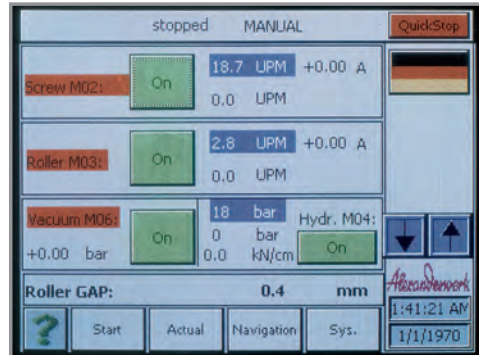 stopped MANUAL QuickStop
Screw M02: On 18.7 UPM +0.00 A
0.0 UPM
Roller M03: On 2.8 UPM +0.00 A
0.0 UPM
Vacuum M06: On 18 bar Hydr. M04:
+0.00 bar 0 bar On
0.0 kN/cm
Roller GAP: 0.4 mm
Alexanderwerk
1:41:21 AM
? Start Actual Navigation Sys. 1/1/1970